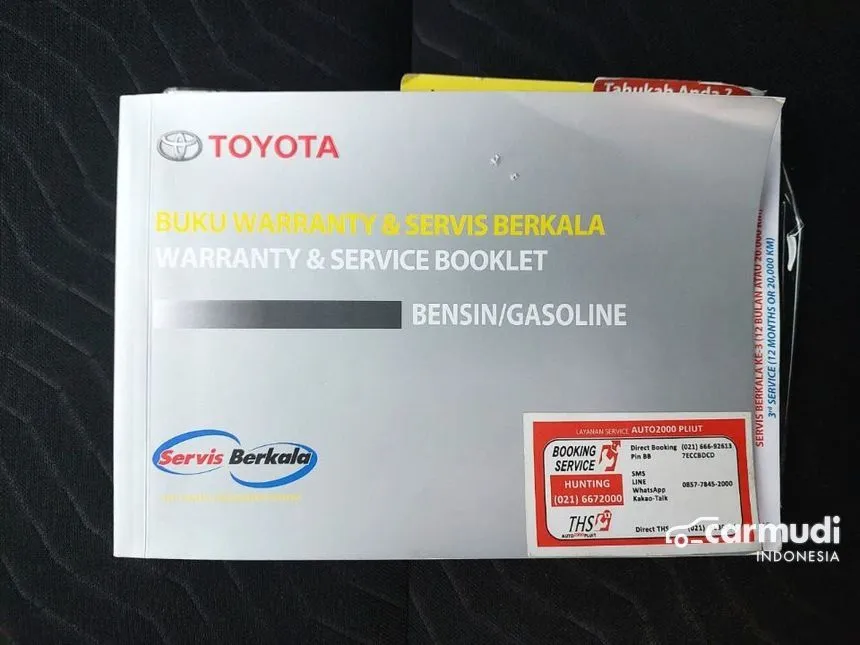 Tahukah Anda ?
TOYOTA
BUKU WARRANTY & SERVIS BERKALA
WARRANTY & SERVICE BOOKLET
BENSIN/GASOLINE
SERVIS BERKALA KE-3 (12 BULAN ATAU 20.000 KM)
3rd SERVICE (12 MONTHS OR 20,000 KM)
Servis Berkala
LAYANAN SERVICE AUTO2000 PLIUT
BOOKING SERVICE
HUNTING
(021) 6672000
THS
AUTO2000PLUIT
Direct Booking (021) 666-92613
Pin BB 7ECCBDCD
SMS
LINE
WhatsApp 0857-7845-2000
Kakao-Talk
Direct THS (021)
carmudi
INDONESIA